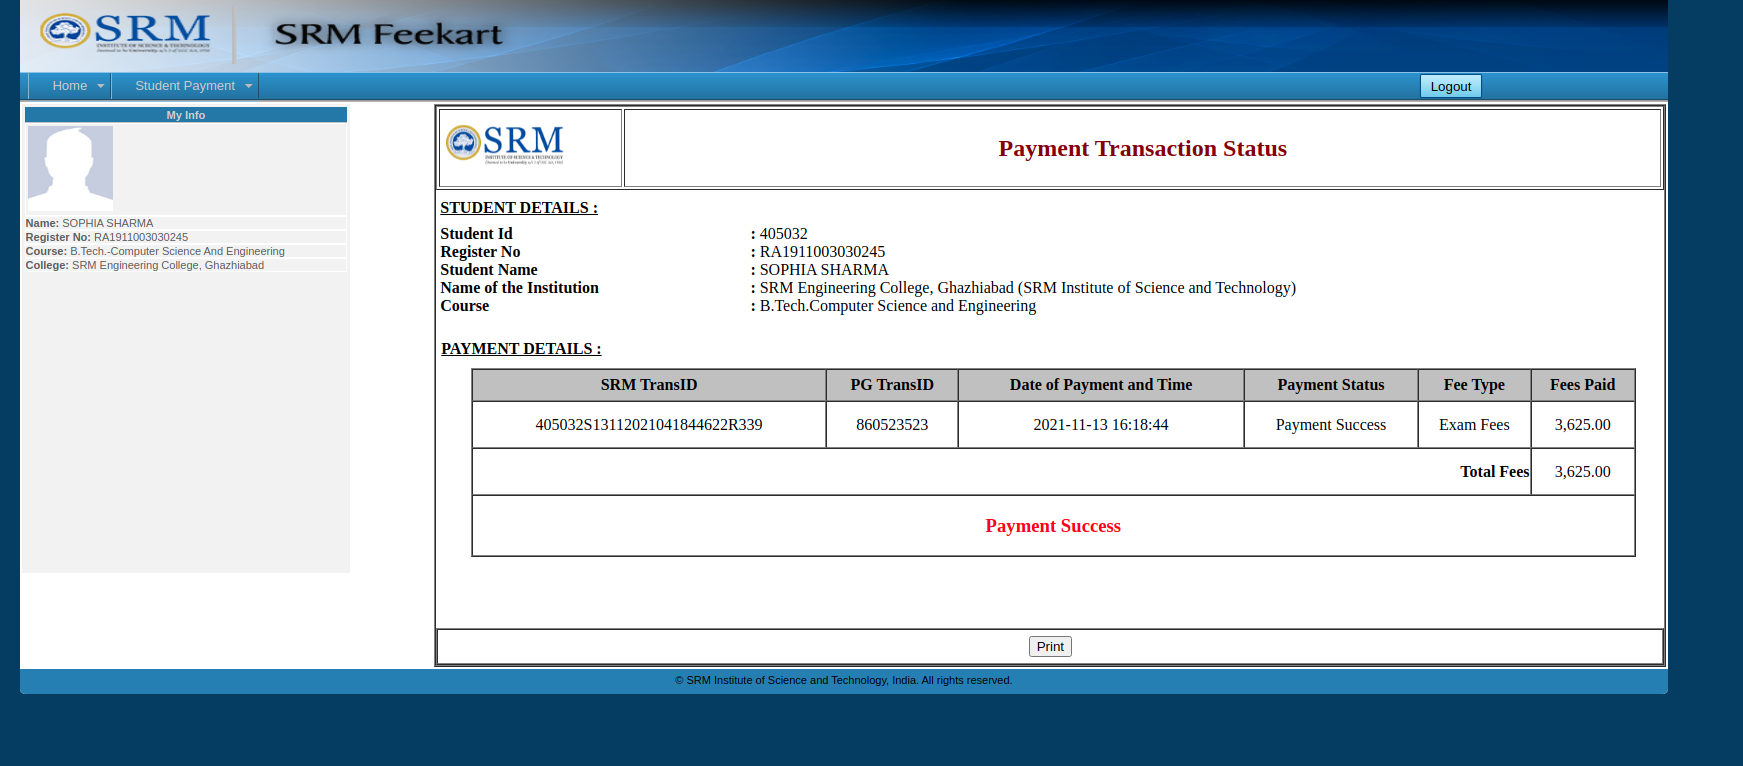 SRM
INSTITUTE OF SCIENCE & TECHNOLOGY
SRM Feekart
Home
Student Payment
Logout
My Info
Name: SOPHIA SHARMA
Register No: RA1911003030245
Course: B.Tech.-Computer Science And Engineering
College: SRM Engineering College, Ghazhiabad
SRM
INSTITUTE OF SCIENCE & TECHNOLOGY
Payment Transaction Status
STUDENT DETAILS :
Student Id : 405032
Register No : RA1911003030245
Student Name : SOPHIA SHARMA
Name of the Institution : SRM Engineering College, Ghazhiabad (SRM Institute of Science and Technology)
Course : B.Tech.Computer Science and Engineering
PAYMENT DETAILS :
SRM TransID PG TransID Date of Payment and Time Payment Status Fee Type Fees Paid
405032S13112021041844622R339 860523523 2021-11-13 16:18:44 Payment Success Exam Fees 3,625.00
Total Fees 3,625.00
Payment Success
Print
© SRM Institute of Science and Technology, India. All rights reserved.